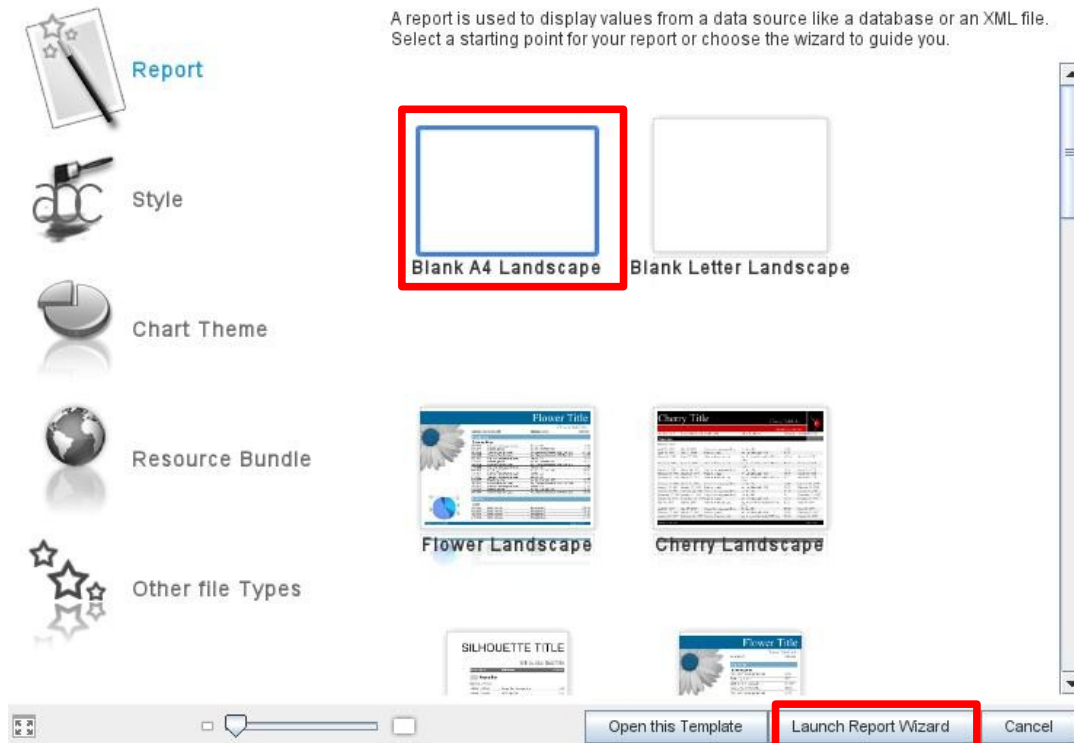 A report is used to display values from a data source like a database or an XML file.
Select a starting point for your report or choose the wizard to guide you.
Report
Style
Chart Theme
Resource Bundle
Other file Types
abc
Blank A4 Landscape
Blank Letter Landscape
Flower Title
Cherry Title
Flower Landscape
Cherry Landscape
SILHOUETTE TITLE
Flower Title
Open this Template
Launch Report Wizard
Cancel